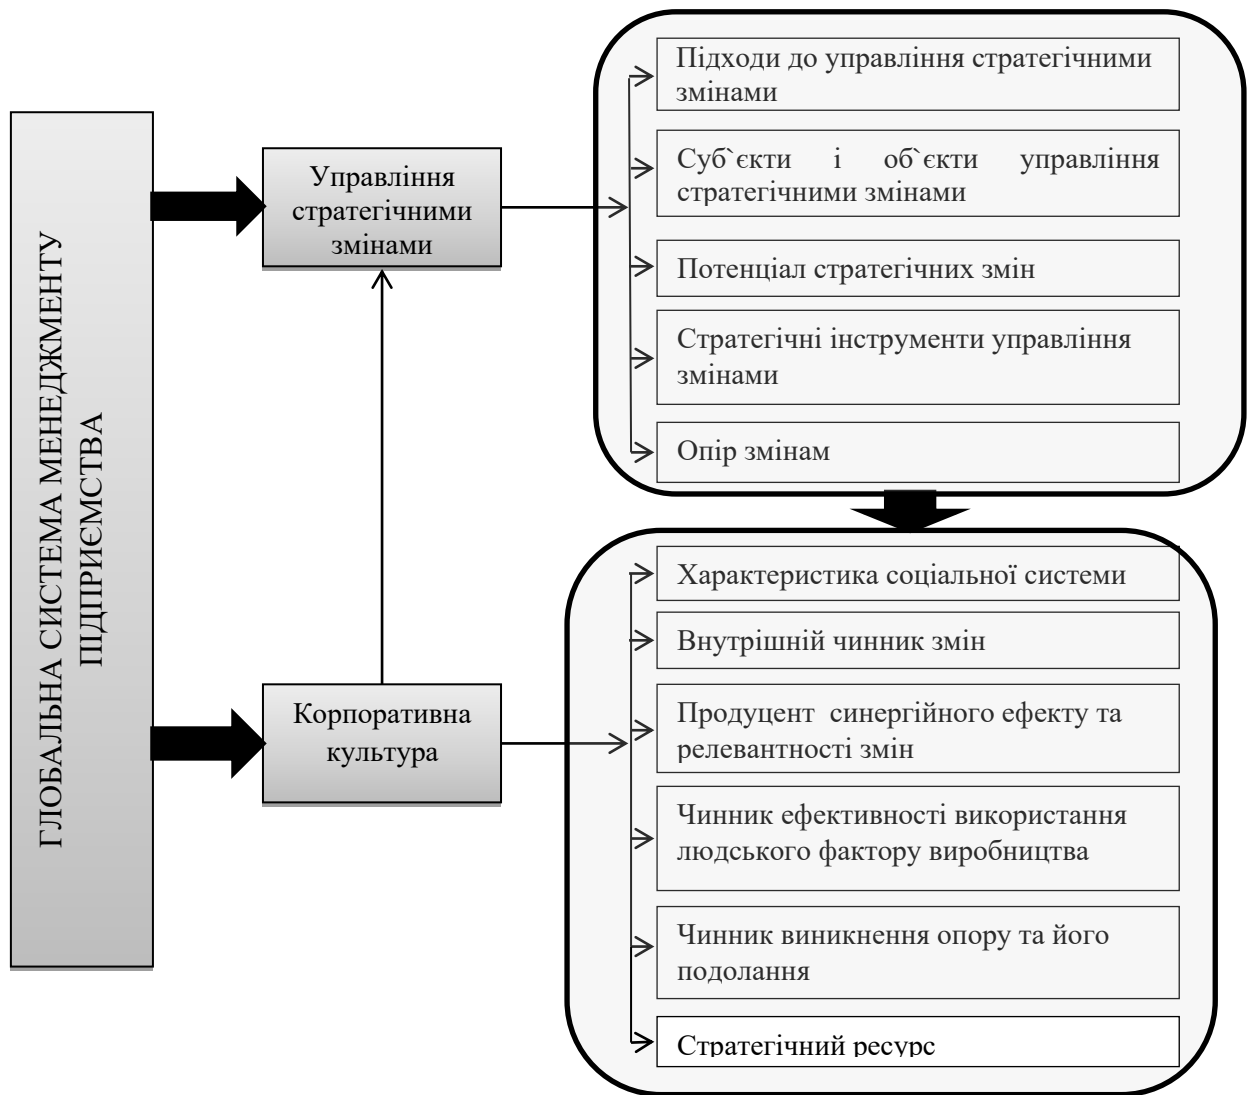 ГЛОБАЛЬНА СИСТЕМА МЕНЕДЖМЕНТУ
ПІДПРИЄМСТВА
Управління
стратегічними
змінами
Підходи до управління стратегічними
змінами
Суб`єкти і об`єкти управління
стратегічними змінами
Потенціал стратегічних змін
Стратегічні інструменти управління
змінами
Опір змінам
Корпоративна
культура
Характеристика соціальної системи
Внутрішній чинник змін
Продуцент синергійного ефекту та
релевантності змін
Чинник ефективності використання
людського фактору виробництва
Чинник виникнення опору та його
подолання
Стратегічний ресурс